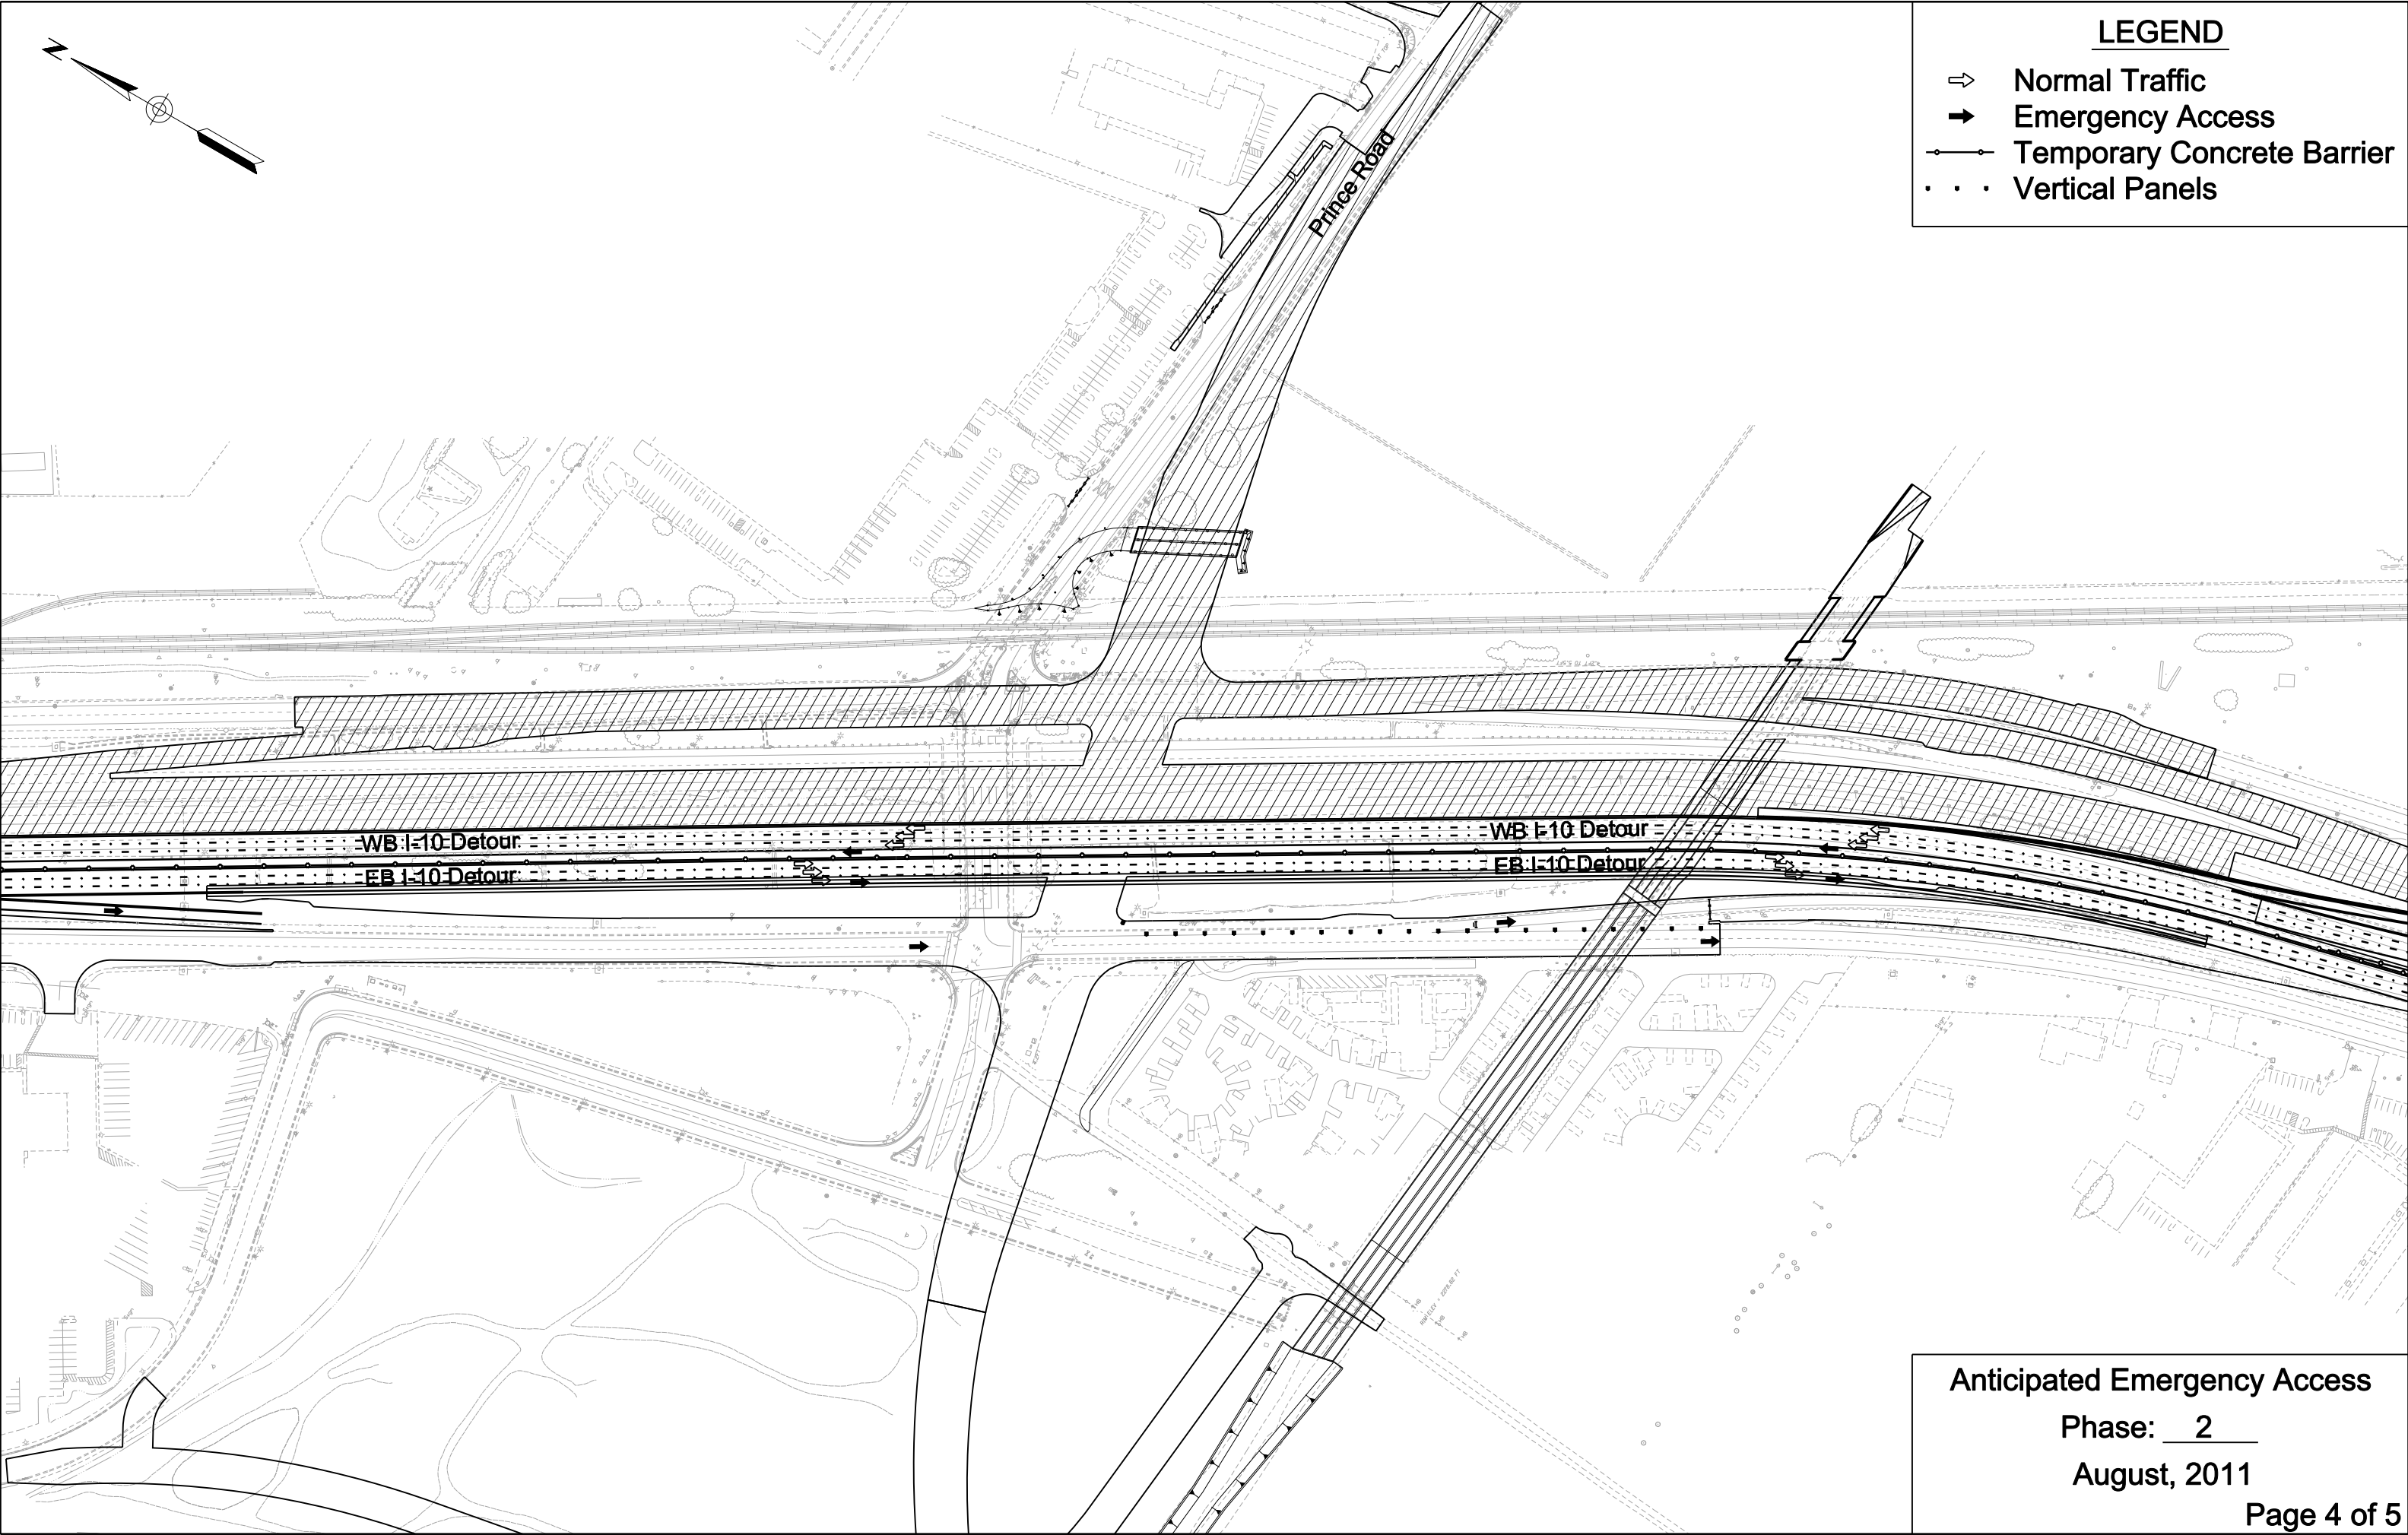 N
LEGEND
Normal Traffic
Emergency Access
Temporary Concrete Barrier
Vertical Panels
Prince Road
WB I-10 Detour
WB I-10 Detour
EB I-10 Detour
EB I-10 Detour
Anticipated Emergency Access
Phase: 2
August, 2011
Page 4 of 5